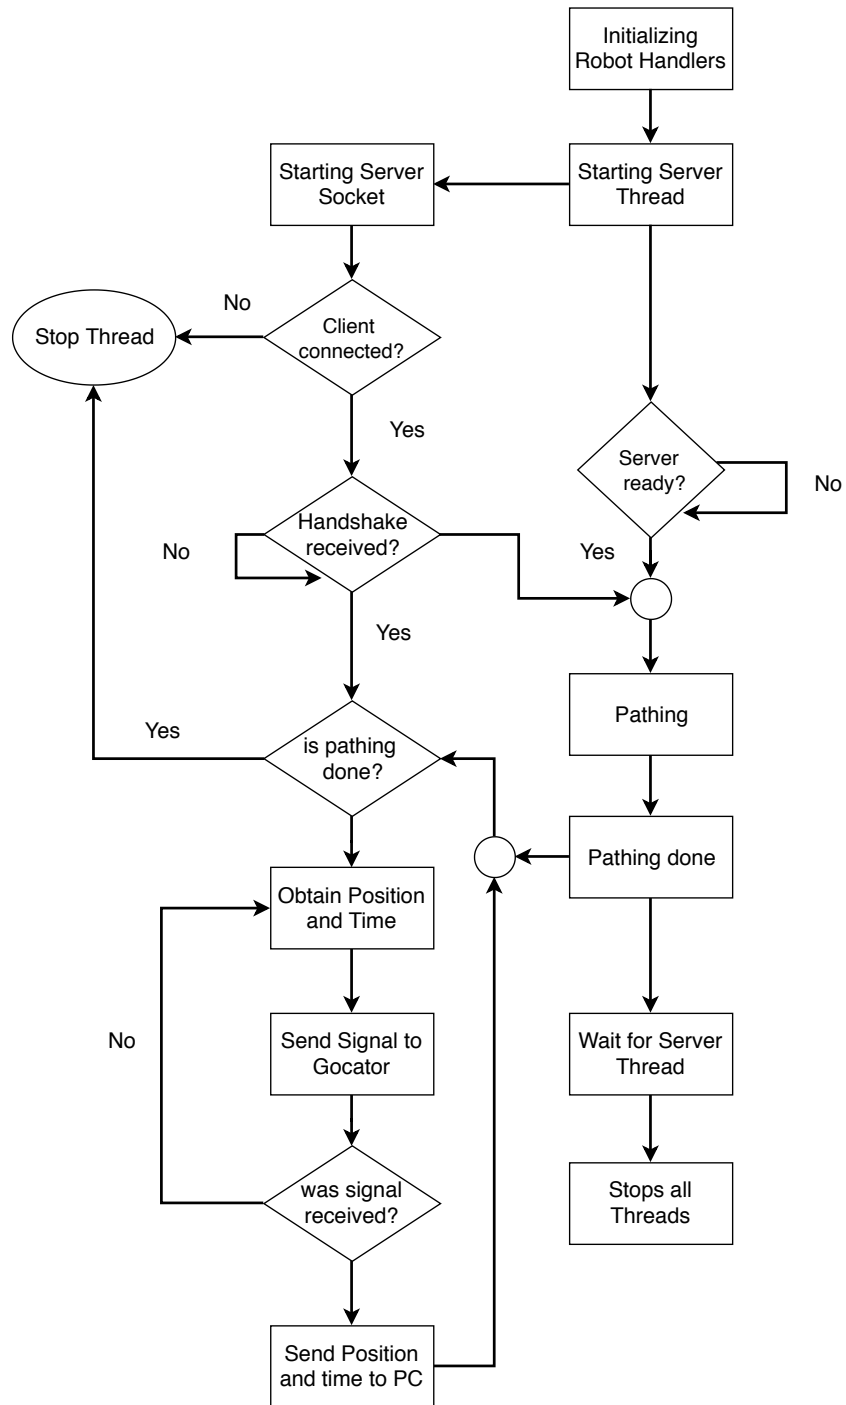 Initializing
Robot Handlers
Starting Server
Socket
Starting Server
Thread
No
Stop Thread
Client
connected?
Yes
Server
ready?
No
Handshake
received?
No
Yes
Yes
Yes
is pathing
done?
Pathing
Pathing done
Obtain Position
and Time
No
Send Signal to
Gocator
Wait for Server
Thread
was signal
received?
Stops all
Threads
Send Position
and time to PC